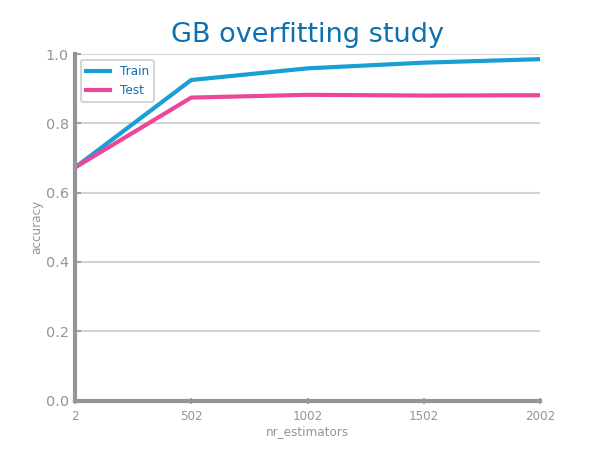 GB overfitting study
1.0
0.8
0.6
0.4
0.2
0.0
accuracy
Train
Test
2 502 1002 1502 2002
nr_estimators